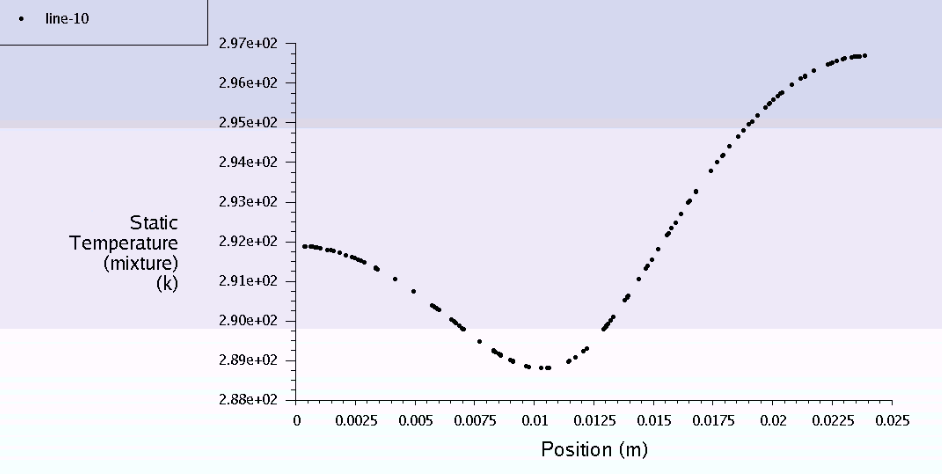 line-10
2.97e+02
2.96e+02
2.95e+02
2.94e+02
2.93e+02
2.92e+02
2.91e+02
2.90e+02
2.89e+02
2.88e+02
Static
Temperature
(mixture)
(k)
0 0.0025 0.005 0.0075 0.01 0.0125 0.015 0.0175 0.02 0.0225 0.025
Position (m)